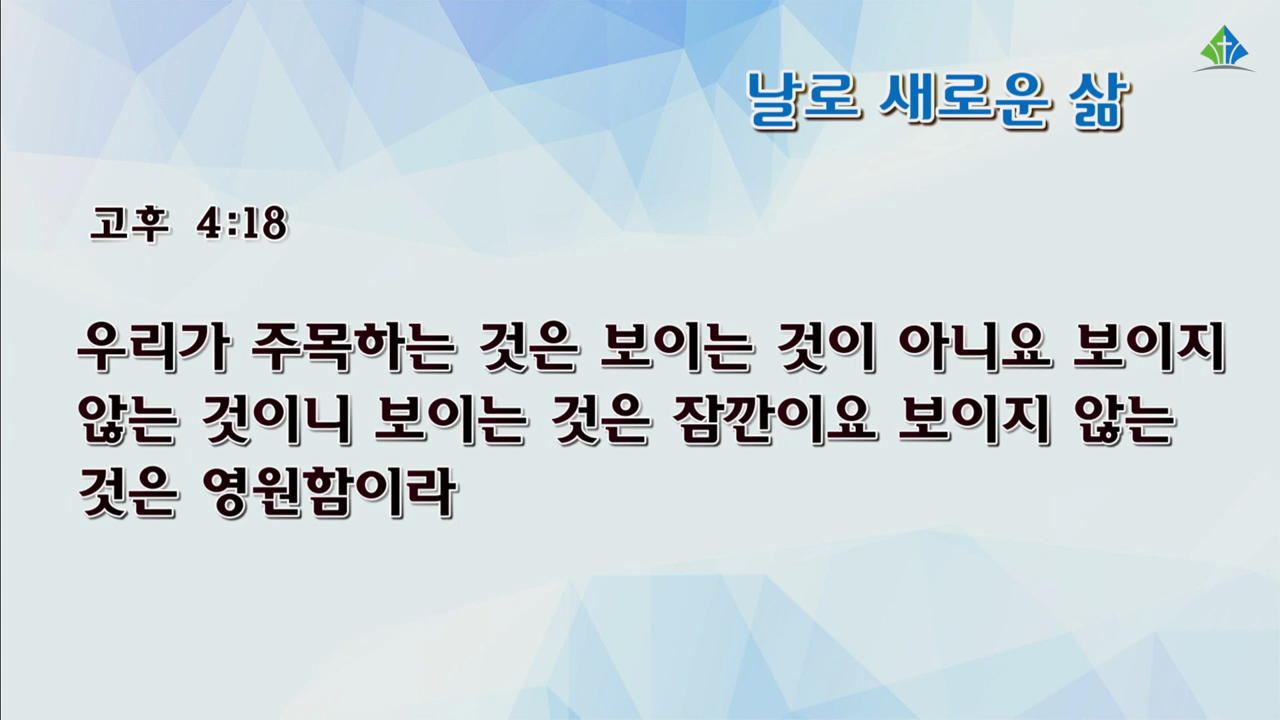 날로 새로운 삶
고후 4:18
우리가 주목하는 것은 보이는 것이 아니요 보이지
않는 것이니 보이는 것은 잠깐이요 보이지 않는
것은 영원함이라